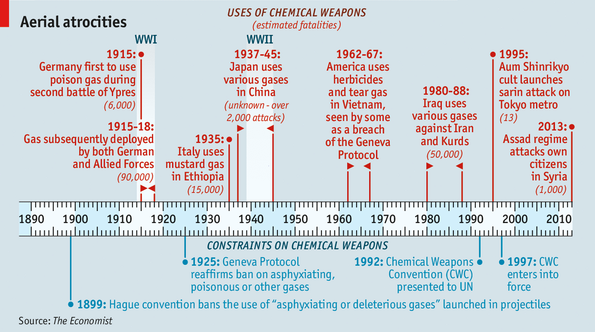 Aerial atrocities
USES OF CHEMICAL WEAPONS
(estimated fatalities)
WWI
WWII
1915:
Germany first to use
poison gas during
second battle of Ypres
(6,000)
1915-18:
Gas subsequently deployed
by both German
and Allied Forces
(90,000)
1935:
Italy uses
mustard gas
in Ethiopia
(15,000)
1937-45:
Japan uses
various gases
in China
(unknown - over
2,000 attacks)
1962-67:
America uses
herbicides
and tear gas
in Vietnam,
seen by some
as a breach
of the Geneva
Protocol
1980-88:
Iraq uses
various gases
against Iran
and Kurds
(50,000)
1995:
Aum Shinrikyo
cult launches
sarin attack on
Tokyo metro
(13)
2013:
Assad regime
attacks own
citizens
in Syria
(1,000)
1890 1900 1910 1920 1930 1940 1950 1960 1970 1980 1990 2000 2010
CONSTRAINTS ON CHEMICAL WEAPONS
1925: Geneva Protocol
reaffirms ban on asphyxiating,
poisonous or other gases
1992: Chemical Weapons
Convention (CWC)
presented to UN
1997: CWC
enters into
force
1899: Hague convention bans the use of “asphyxiating or deleterious gases” launched in projectiles
Source: The Economist